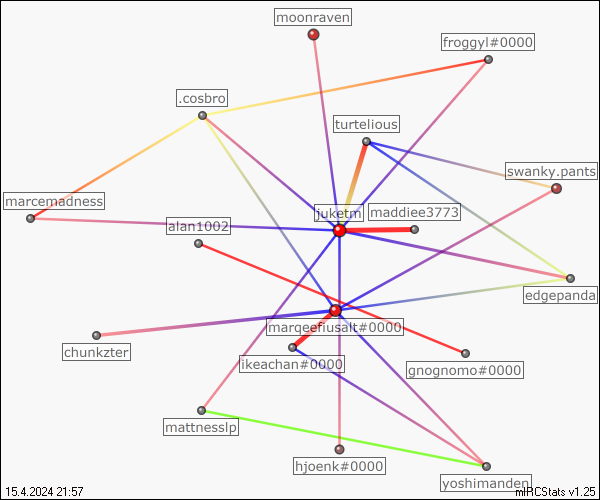 moonraven
froggyl#0000
.cosbro
turtelious
swanky.pants
marcemadness
juketm
maddiee3773
alan1002
edgepanda
marqeefiusalt#0000
chunkzter
ikeachan#0000
gnognomo#0000
mattnesslp
hjoenk#0000
yoshimanden
15.4.2024 21:57
mIRCStats v1.25